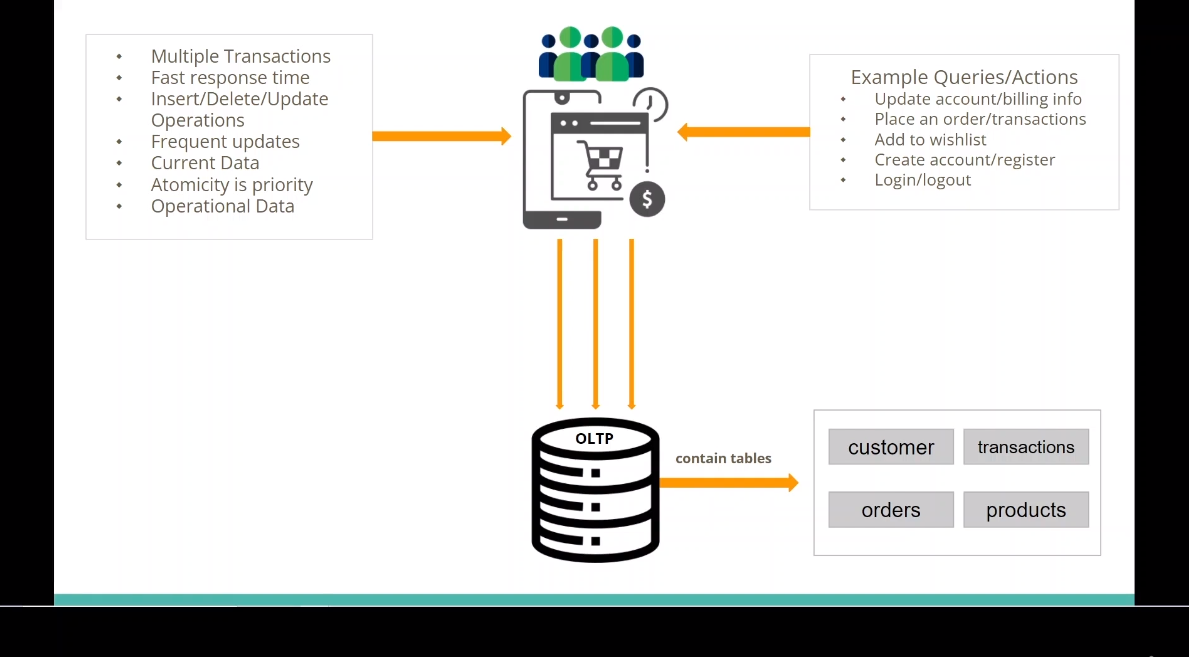 • Multiple Transactions
• Fast response time
• Insert/Delete/Update
Operations
• Frequent updates
• Current Data
• Atomicity is priority
• Operational Data
$
Example Queries/Actions
• Update account/billing info
• Place an order/transactions
• Add to wishlist
• Create account/register
• Login/logout
OLTP
contain tables
customer
transactions
orders
products